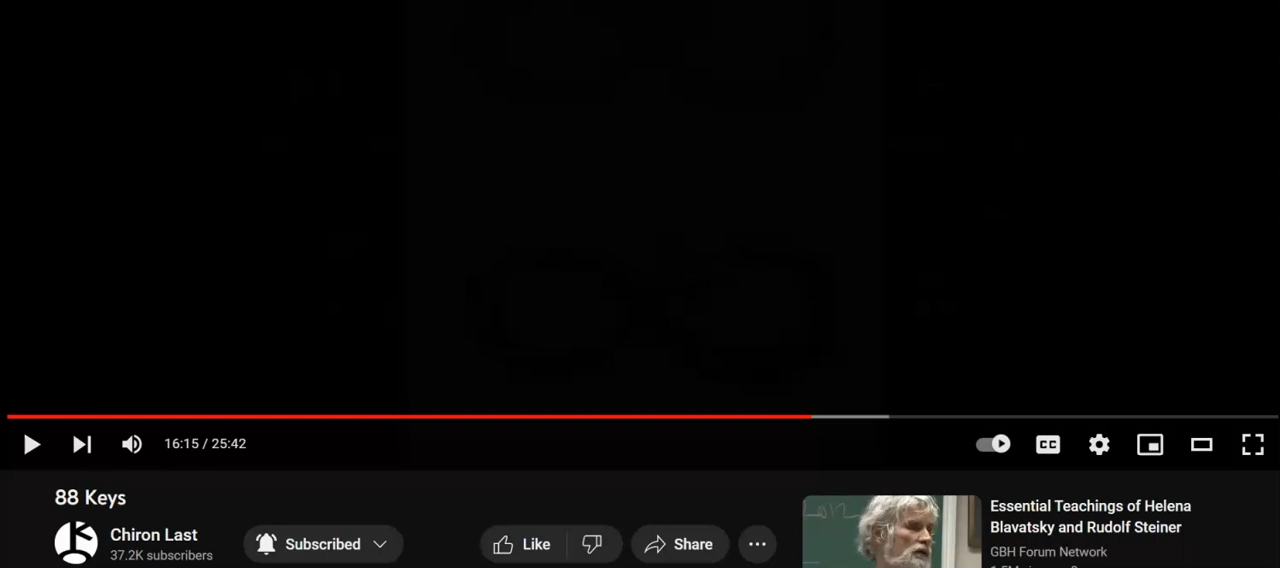 16:15 / 25:42
CC
88 Keys
Chiron Last
37.2K subscribers
Subscribed
Like
Share
Essential Teachings of Helena
Blavatsky and Rudolf Steiner
GBH Forum Network